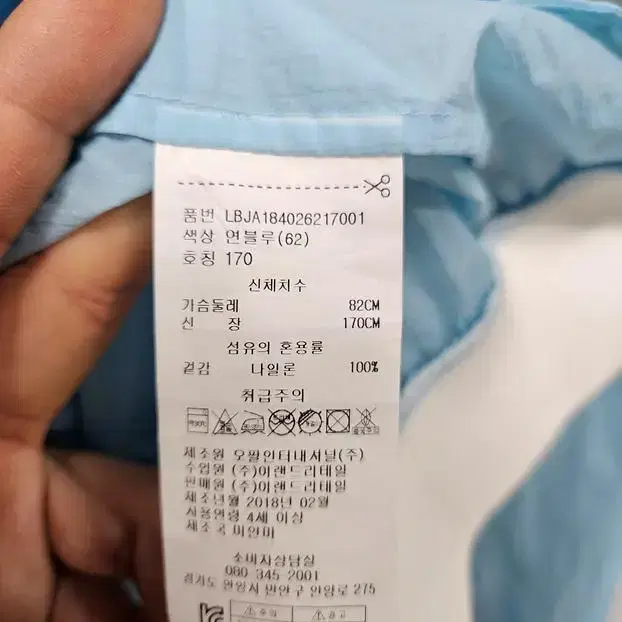 품번 LBJA184026217001
색상 연블루(62)
호칭 170
신체치수
가슴둘레 82CM
신 장 170CM
섬유의 혼용률
겉감 나일론 100%
취급주의
제조원 오팔인터내셔널(주)
수입원 (주)이랜드리테일
판매원 (주)이랜드리테일
제조년월 2018년 02월
사용연령 4세 이상
제조국 미얀마
소비자상담실
080 345 2001
경기도 안양시 만안구 안양로 275
⚠주의 ⚠경고